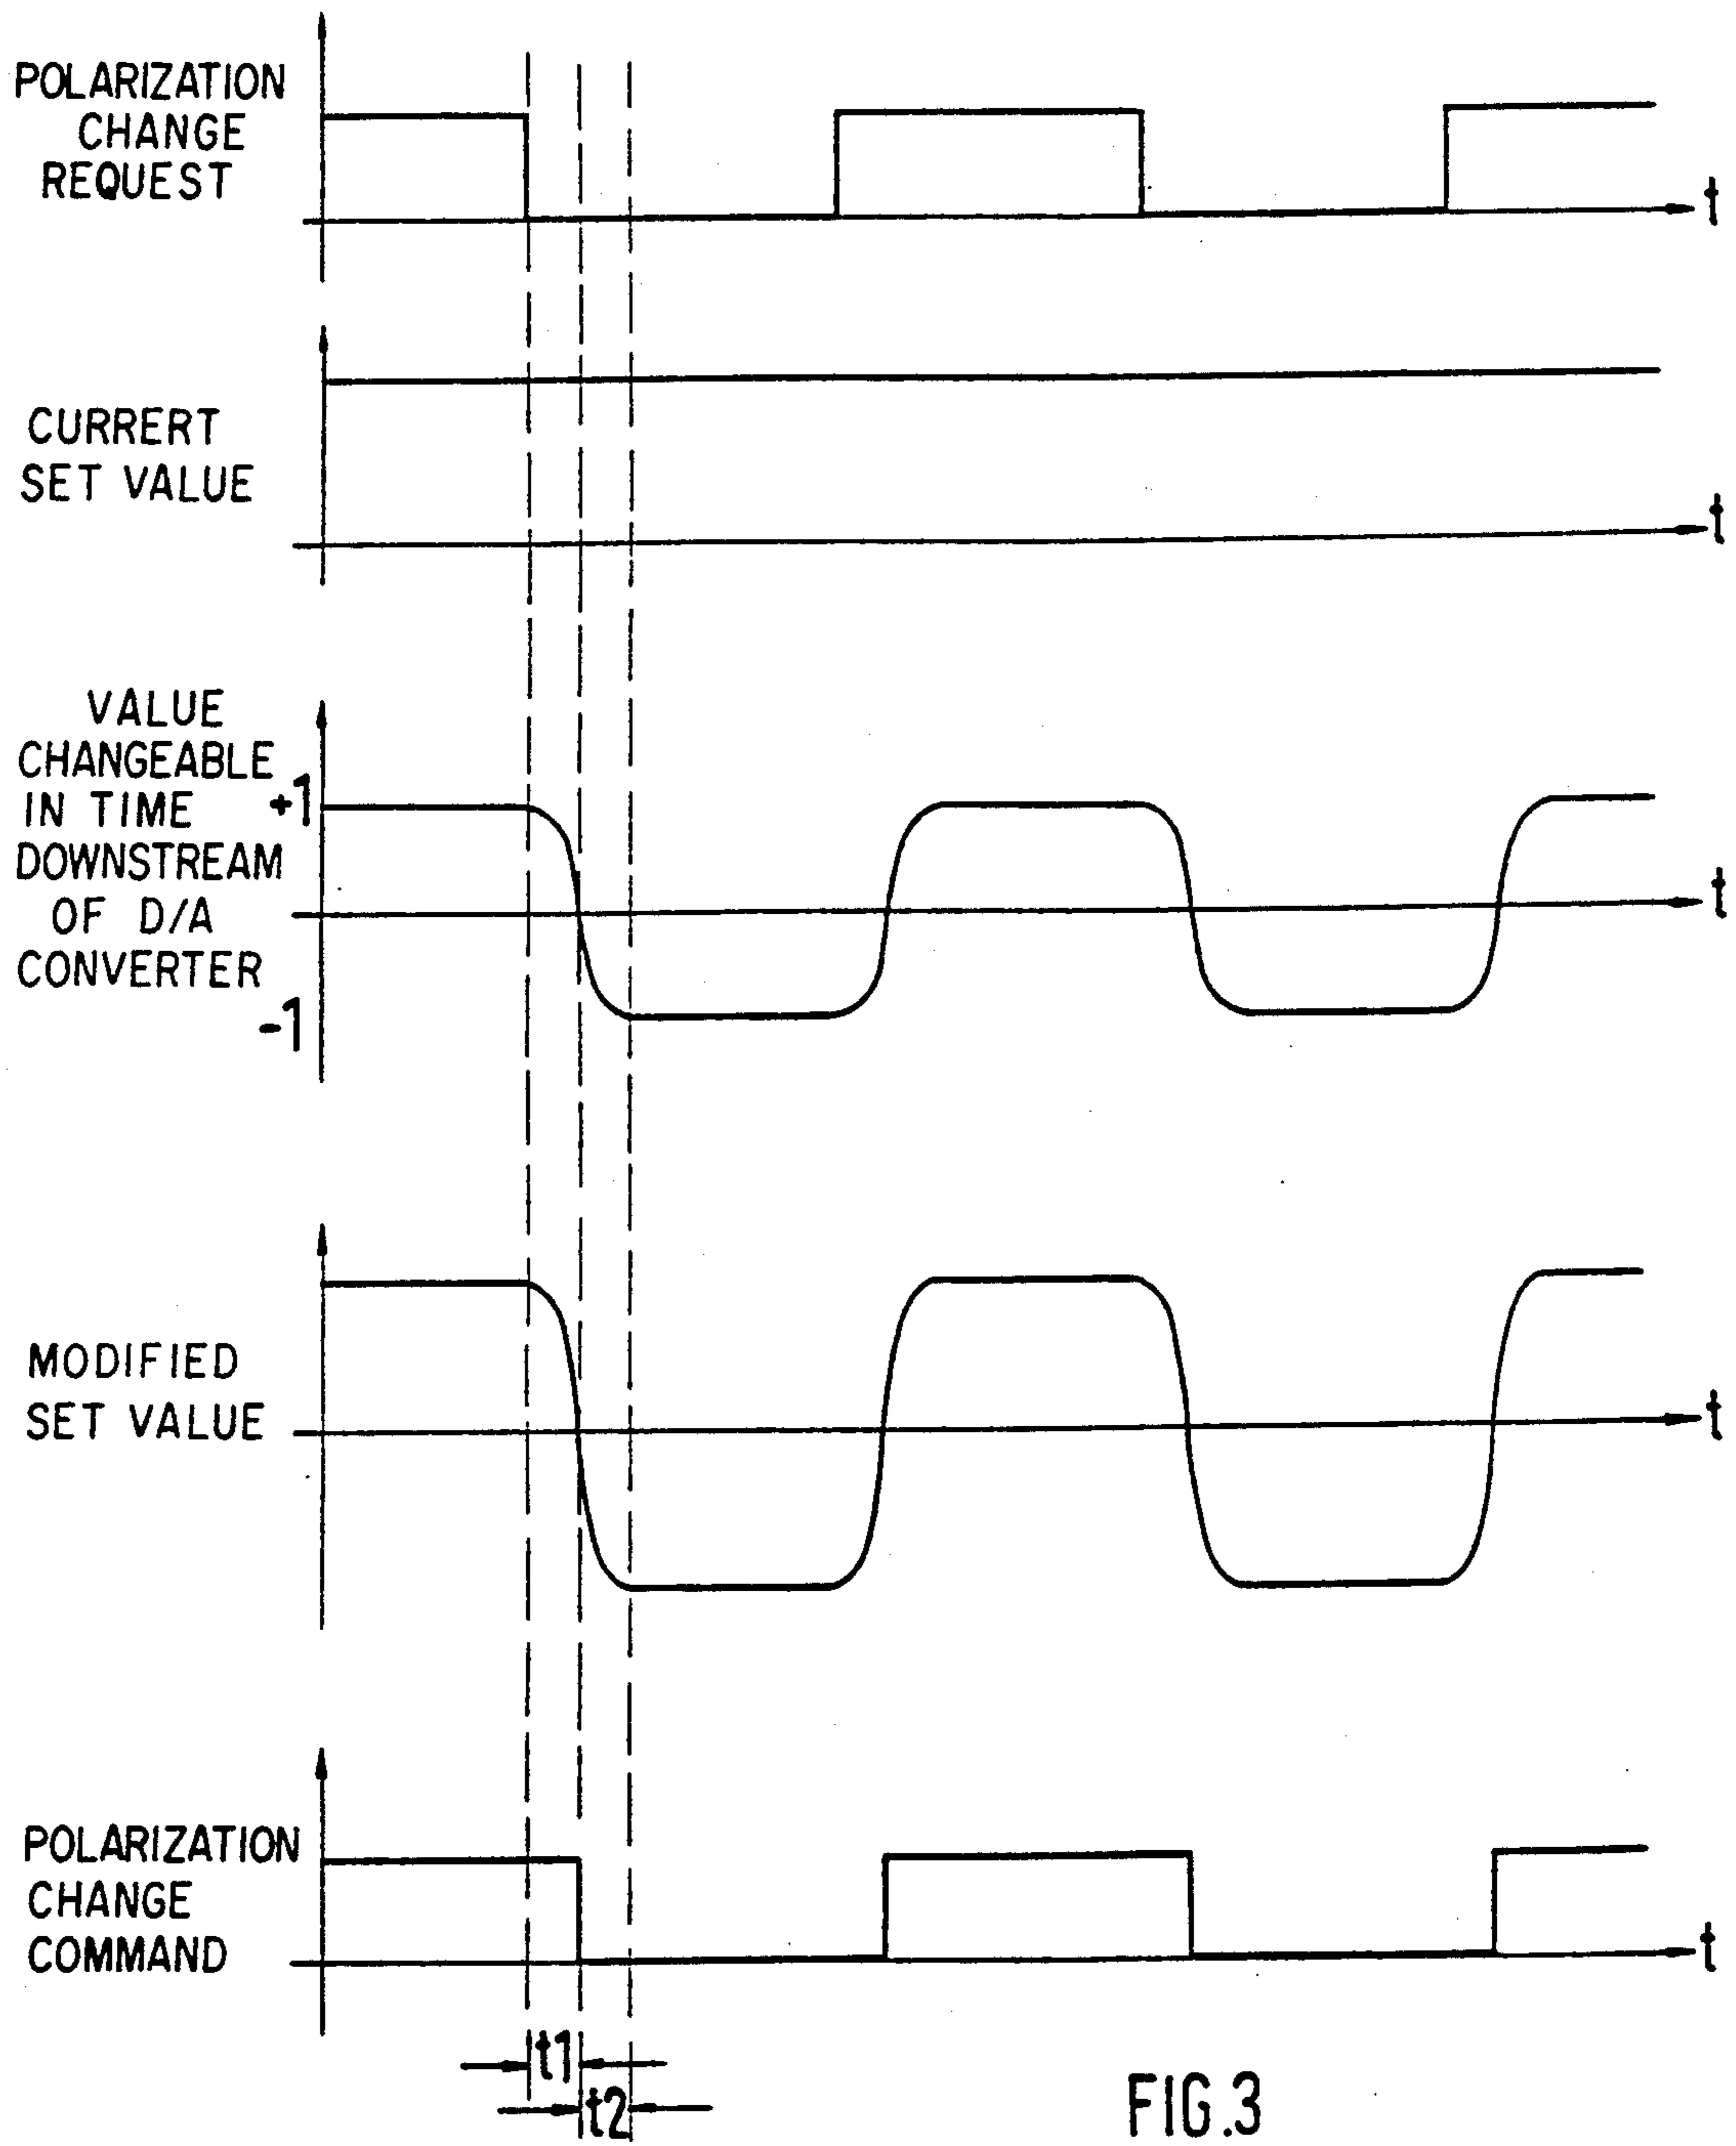 POLARIZATION
CHANGE
REQUEST
t
CURRERT
SET VALUE
t
VALUE
CHANGEABLE
IN TIME
DOWNSTREAM
OF D/A
CONVERTER
+1
-1
t
MODIFIED
SET VALUE
t
POLARIZATION
CHANGE
COMMAND
t
t1
t2
FIG.3